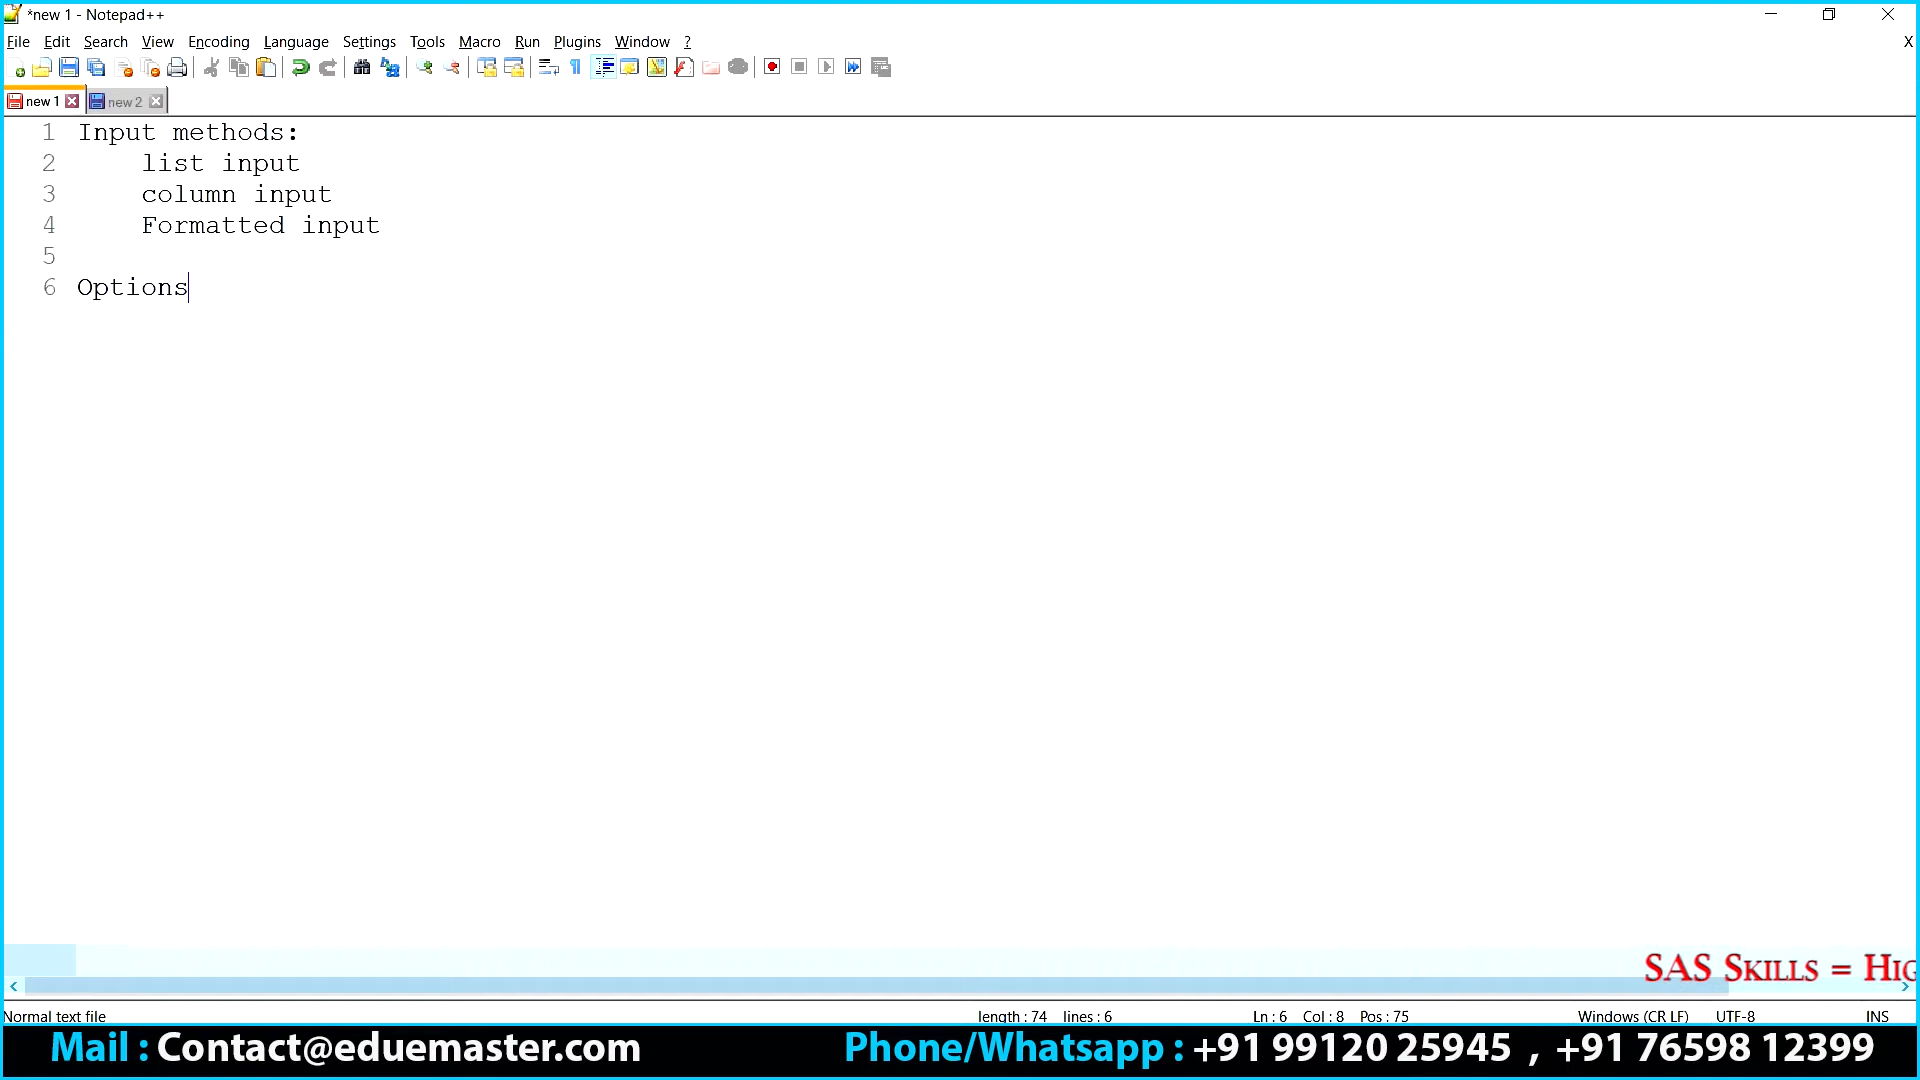 *new 1 - Notepad++
File Edit Search View Encoding Language Settings Tools Macro Run Plugins Window ? X
new 1 new 2
1 Input methods:
2 list input
3 column input
4 Formatted input
5
6 Options
SAS SKILLS = HIG
Normal text file length : 74 lines : 6 Ln : 6 Col : 8 Pos : 75 Windows (CR LF) UTF-8 INS
Mail : Contact@eduemaster.com Phone/Whatsapp : +91 99120 25945 , +91 76598 12399